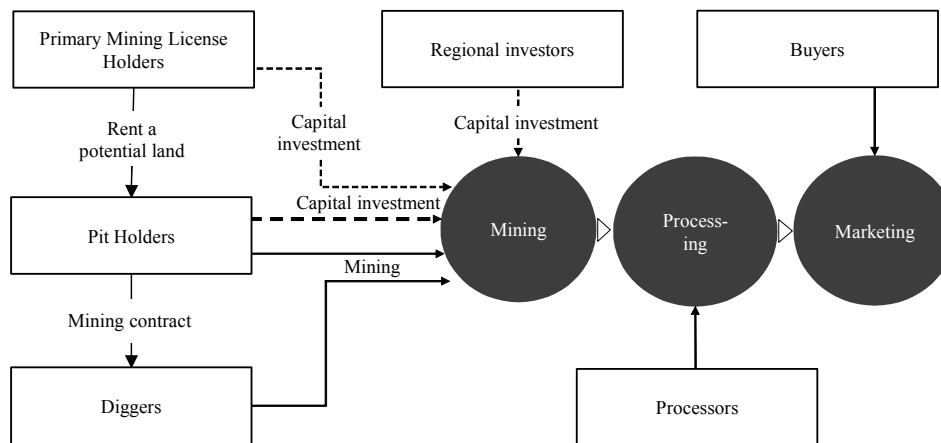 Primary Mining License
Holders
Regional investors
Buyers
Capital
investment
Capital investment
Rent a
potential land
Capital investment
Pit Holders
Mining
Process-
ing
Marketing
Mining
Mining contract
Diggers
Processors